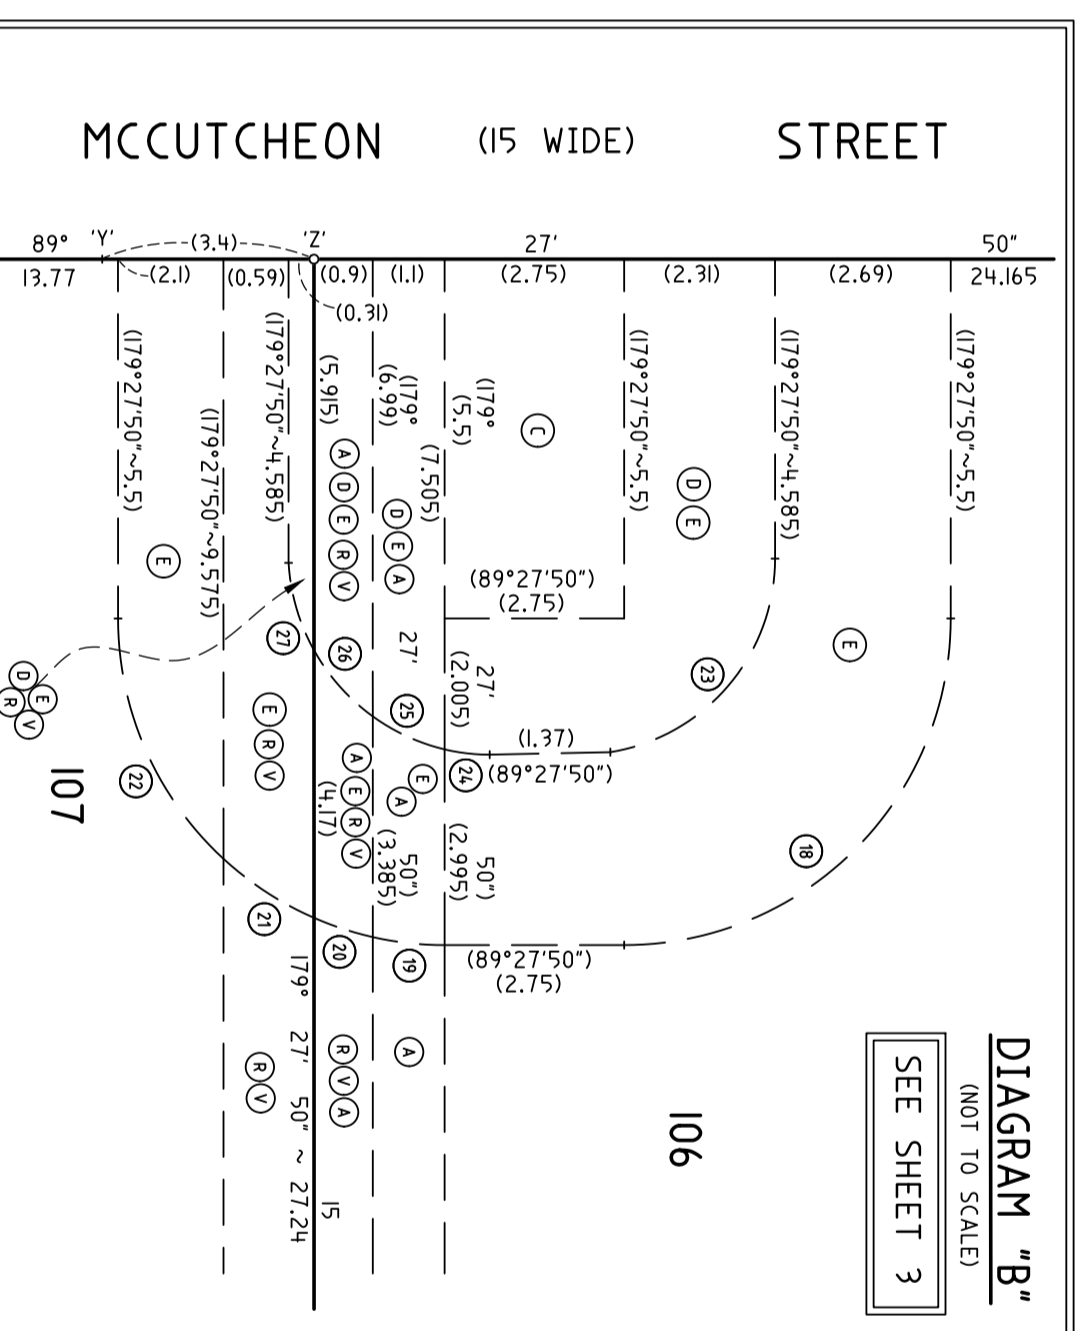 MCCUTCHEON (15 WIDE) STREET
89° 'Y' (3.4) 'Z' 27' 50"
13.77 (2.1) (0.59) (0.9) (1.1) (2.75) (2.31) (2.69) 24.165
(0.31)
(179°27'50"~5.5)
(179°27'50"~9.575)
(179°27'50"~4.585)
(5.915)
(179° 27' 50")
(6.99)
(3.385)
(7.505)
(179° 27' 50")
(5.5)
(2.005)
(2.995)
(179°27'50"~5.5)
(179°27'50"~4.585)
(179°27'50"~5.5)
C
D E
E
A D E R V
D E A
E
(89°27'50")
(2.75)
27
26
25
24
23
(1.37)
(89°27'50")
E R V
A E R V
(4.17)
E A
D E R V
107
22
21
20
19
18
(89°27'50")
(2.75)
R V
R V A
A
179° 27' 50" ~ 27.24
15
106
DIAGRAM "B"
(NOT TO SCALE)
SEE SHEET 3